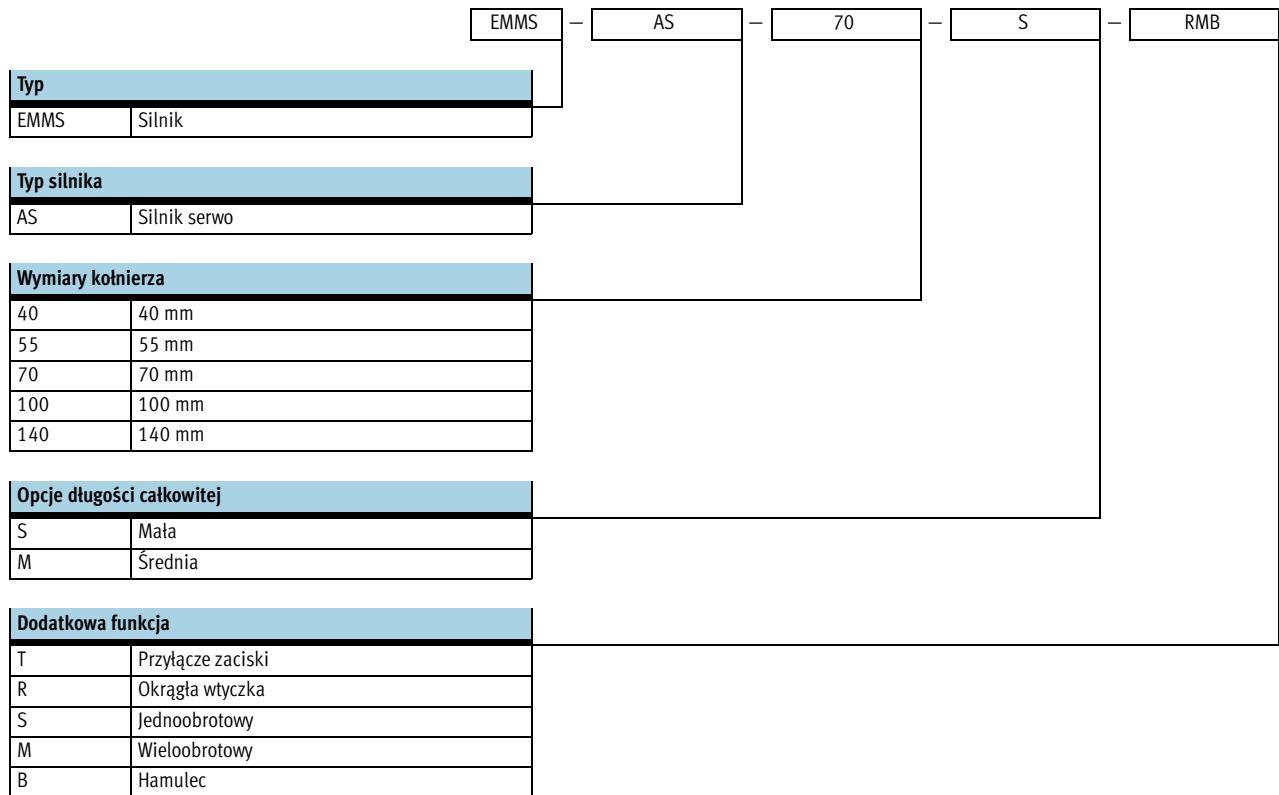 EMMS – AS – 70 – S – RMB
Typ
EMMS Silnik
Typ silnika
AS Silnik serwo
Wymiary kołnierza
40 40 mm
55 55 mm
70 70 mm
100 100 mm
140 140 mm
Opcje długości całkowitej
S Mała
M Średnia
Dodatkowa funkcja
T Przyłącze zaciski
R Okrągła wtyczka
S Jednoobrotowy
M Wieloobrotowy
B Hamulec